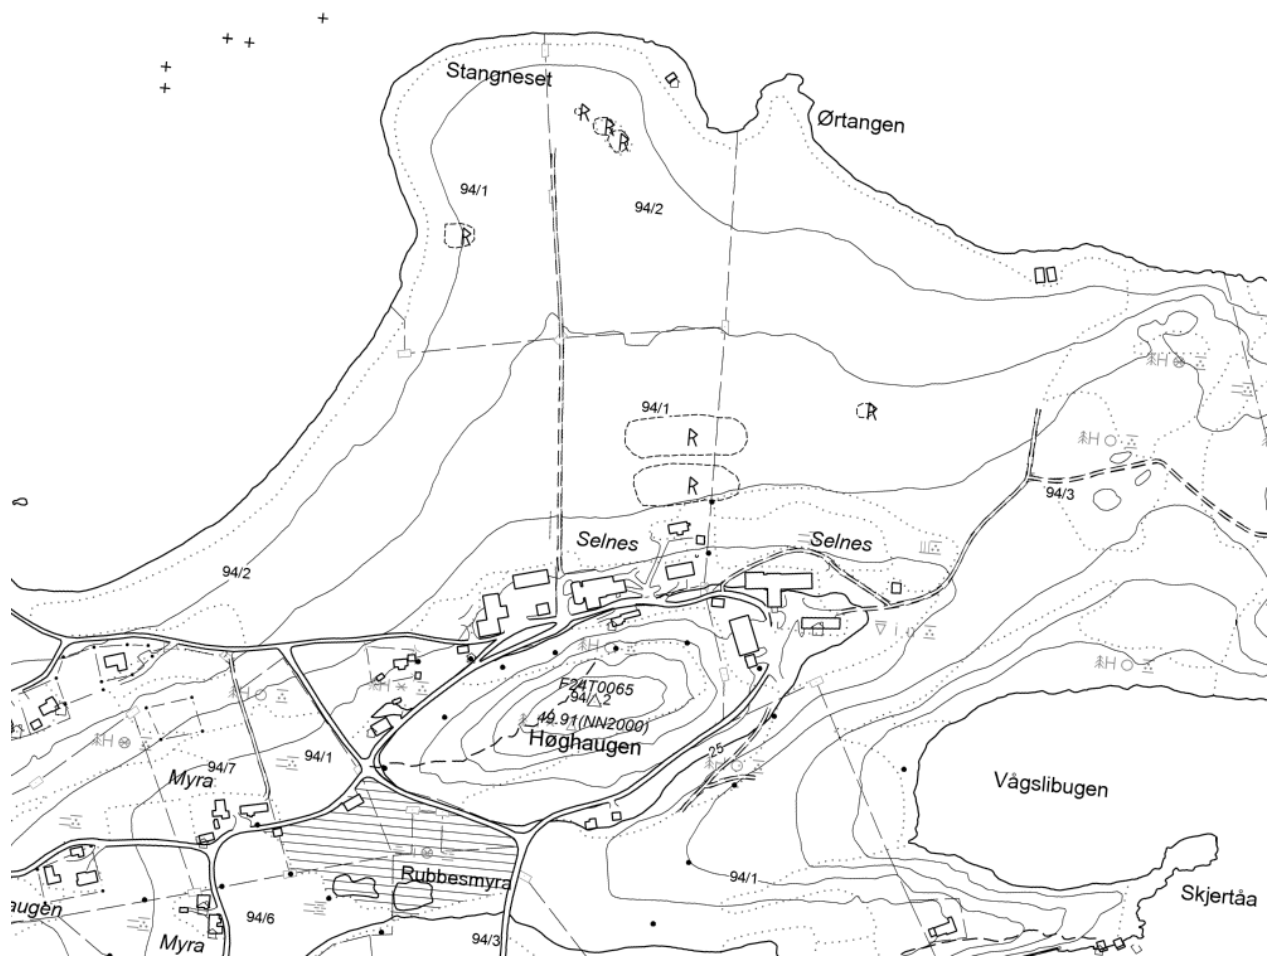 Stangneset
Ørtangen
R
R
R
94/1
94/2
R
94/1
R
R
R
94/3
Selnes
Selnes
94/2
F24T0065
94/ 2
49.91(NN2000)
Høghaugen
25
94/1
94/7
Myra
Vågslibugen
Rubbesmyra
94/1
Skjertåa
augen
94/6
94/3
Myra